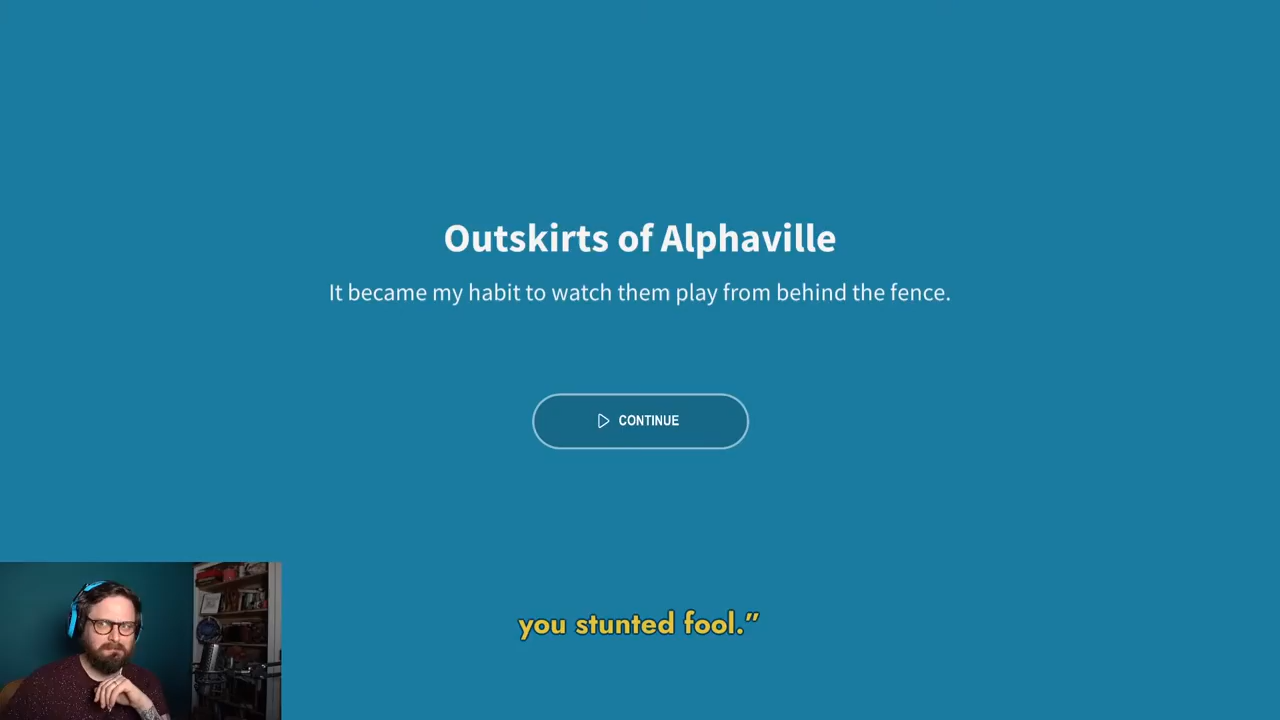 Outskirts of Alphaville
It became my habit to watch them play from behind the fence.
CONTINUE
you stunted fool.”